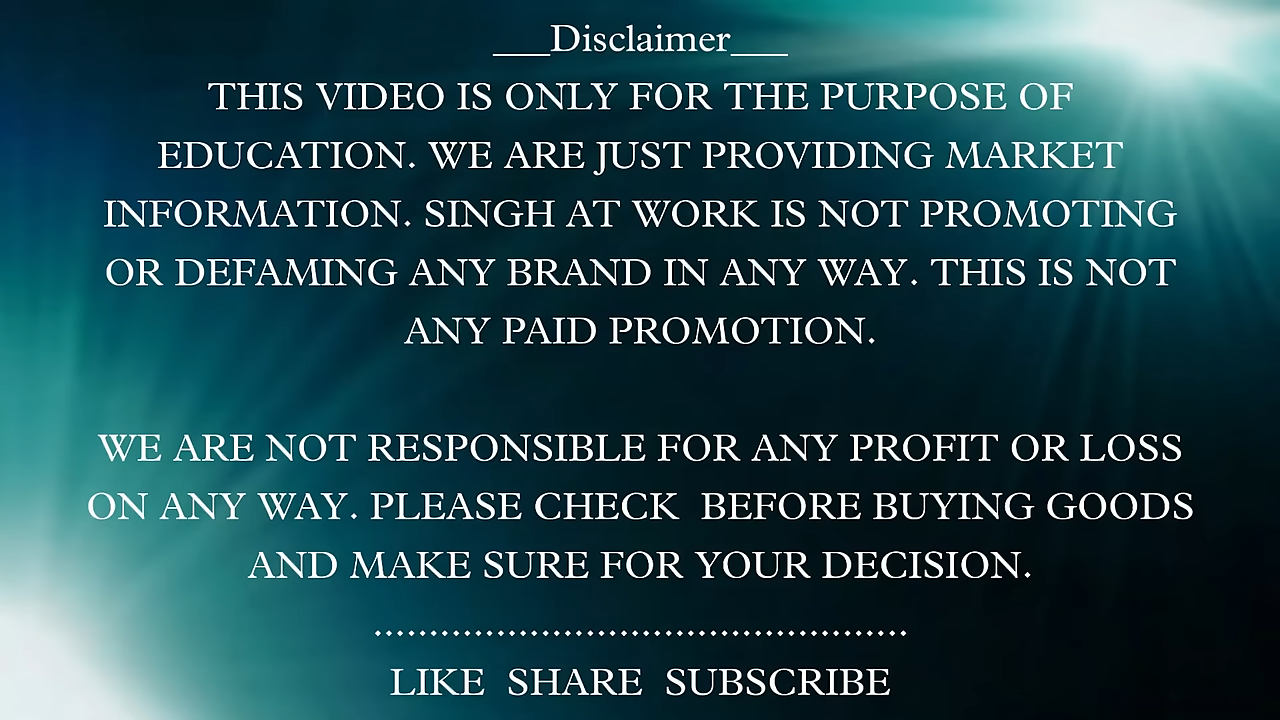 ___Disclaimer___
THIS VIDEO IS ONLY FOR THE PURPOSE OF
EDUCATION. WE ARE JUST PROVIDING MARKET
INFORMATION. SINGH AT WORK IS NOT PROMOTING
OR DEFAMING ANY BRAND IN ANY WAY. THIS IS NOT
ANY PAID PROMOTION.
WE ARE NOT RESPONSIBLE FOR ANY PROFIT OR LOSS
ON ANY WAY. PLEASE CHECK  BEFORE BUYING GOODS
AND MAKE SURE FOR YOUR DECISION.
................................................
LIKE  SHARE  SUBSCRIBE